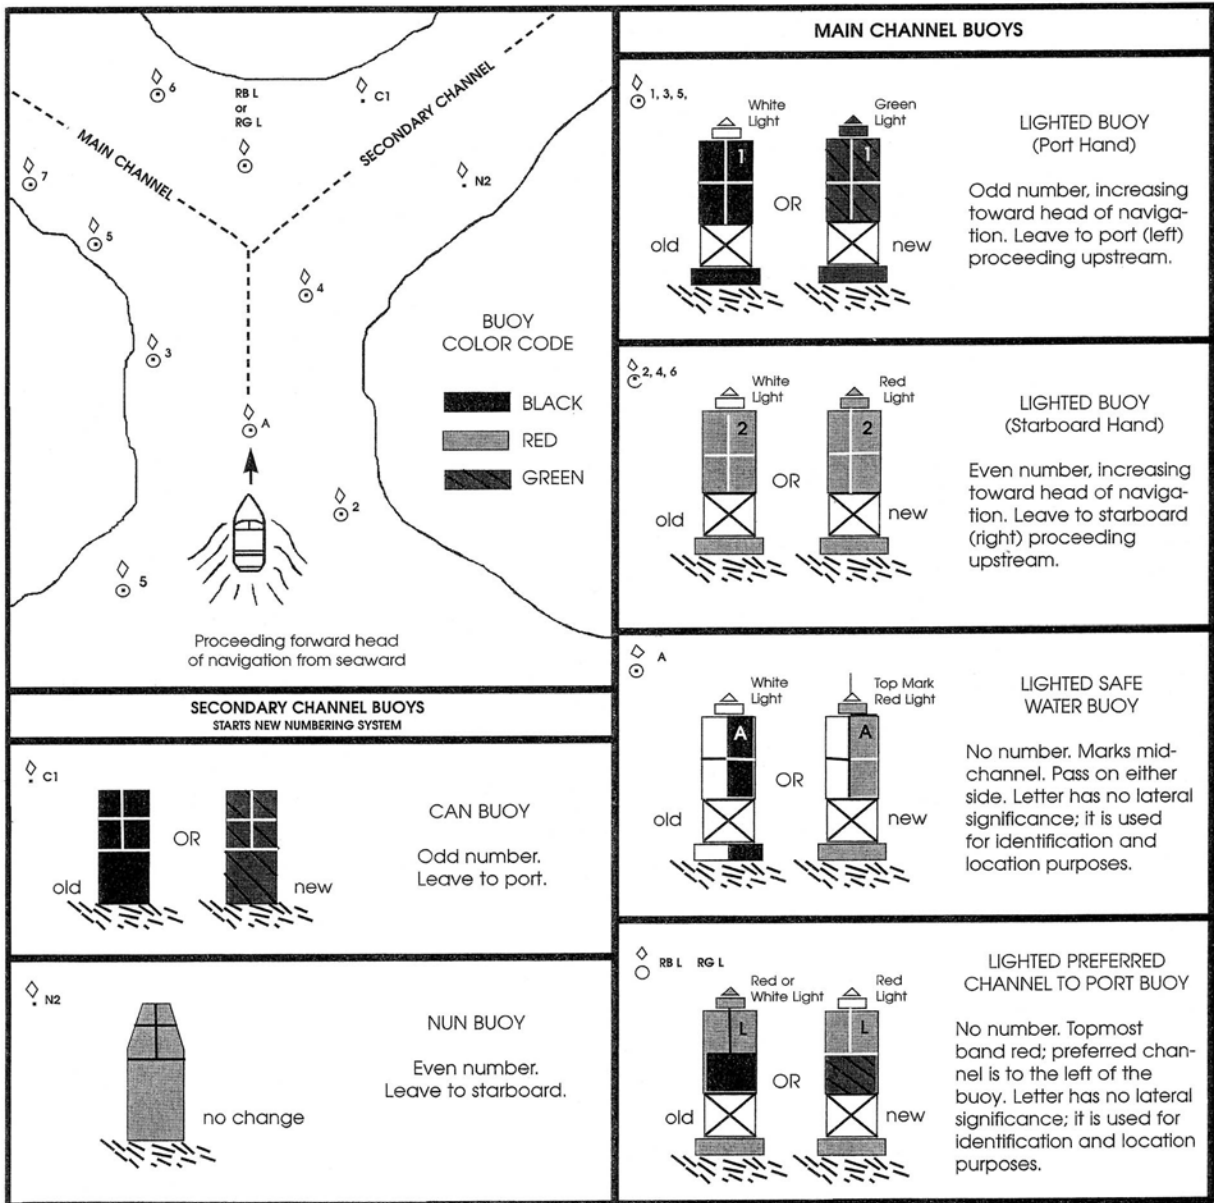 6
RB L
or
RG L
C1
MAIN CHANNEL
SECONDARY CHANNEL
7
N2
5
4
3
BUOY
COLOR CODE
BLACK
RED
GREEN
A
2
5
Proceeding forward head
of navigation from seaward
SECONDARY CHANNEL BUOYS
STARTS NEW NUMBERING SYSTEM
C1
OR
old
new
CAN BUOY
Odd number.
Leave to port.
N2
no change
NUN BUOY
Even number.
Leave to starboard.
MAIN CHANNEL BUOYS
1, 3, 5,
White
Light
Green
Light
1
1
OR
old
new
LIGHTED BUOY
(Port Hand)
Odd number, increasing
toward head of naviga-
tion. Leave to port (left)
proceeding upstream.
2, 4, 6
White
Light
Red
Light
2
2
OR
old
new
LIGHTED BUOY
(Starboard Hand)
Even number, increasing
toward head of naviga-
tion. Leave to starboard
(right) proceeding
upstream.
A
White
Light
Top Mark
Red Light
A
A
OR
old
new
LIGHTED SAFE
WATER BUOY
No number. Marks mid-
channel. Pass on either
side. Letter has no lateral
significance; it is used
for identification and
location purposes.
RB L RG L
Red or
White Light
Red
Light
L
L
OR
old
new
LIGHTED PREFERRED
CHANNEL TO PORT BUOY
No number. Topmost
band red; preferred chan-
nel is to the left of the
buoy. Letter has no lateral
significance; it is used for
identification and location
purposes.